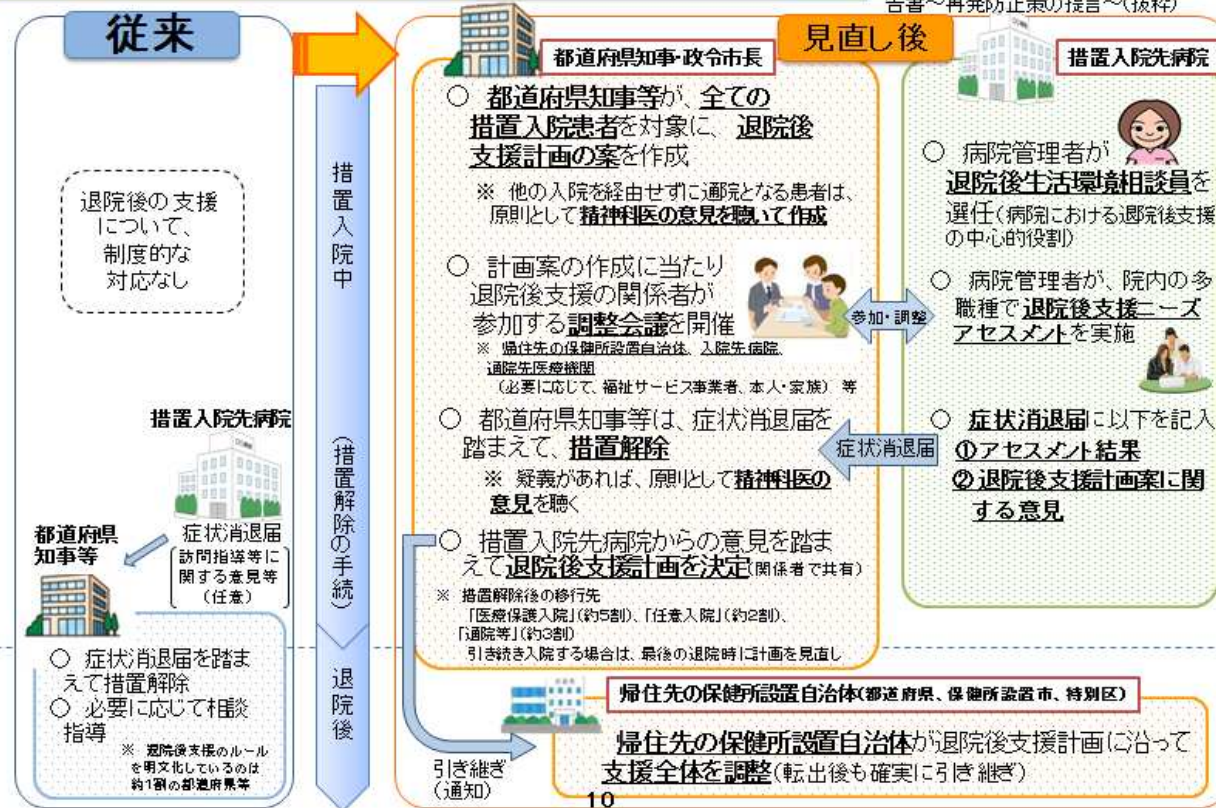 告書～再発防止策の提言～(抜粋)
従来
退院後の支援
について、
制度的な
対応なし
措置入院先病院
都道府県
知事等
症状消退届
訪問指導等に
関する意見等
(任意)
○ 症状消退届を踏ま
えて措置解除
○ 必要に応じて相談
指導
※ 退院後支援のルール
を明文化しているのは
約1割の都道府県等
措置入院中
(措置解除の手続)
退院後
見直し後
都道府県知事・政令市長
○ 都道府県知事等が、全ての
措置入院患者を対象に、退院後
支援計画の案を作成
※ 他の入院を経由せずに通院となる患者は、
原則として精神科医の意見を聴いて作成
○ 計画案の作成に当たり
退院後支援の関係者が
参加する調整会議を開催
※ 帰住先の保健所設置自治体、入院先病院、
通院先医療機関
(必要に応じて、福祉サービス事業者、本人・家族) 等
○ 都道府県知事等は、症状消退届を
踏まえて、措置解除
※ 疑義があれば、原則として精神科医の
意見を聴く
○ 措置入院先病院からの意見を踏ま
えて退院後支援計画を決定(関係者で共有)
※ 措置解除後の移行先
「医療保護入院」(約5割)、「任意入院」(約2割)、
「通院等」(約3割)
引き続き入院する場合は、最後の退院時に計画を見直し
参加・調整
症状消退届
措置入院先病院
○ 病院管理者が
退院後生活環境相談員を
選任(病院における退院後支援
の中心的役割)
○ 病院管理者が、院内の多
職種で退院後支援ニーズ
アセスメントを実施
○ 症状消退届に以下を記入
①アセスメント結果
②退院後支援計画案に関
する意見
引き継ぎ
(通知)
帰住先の保健所設置自治体(都道府県、保健所設置市、特別区)
帰住先の保健所設置自治体が退院後支援計画に沿って
支援全体を調整(転出後も確実に引き継ぎ)
10